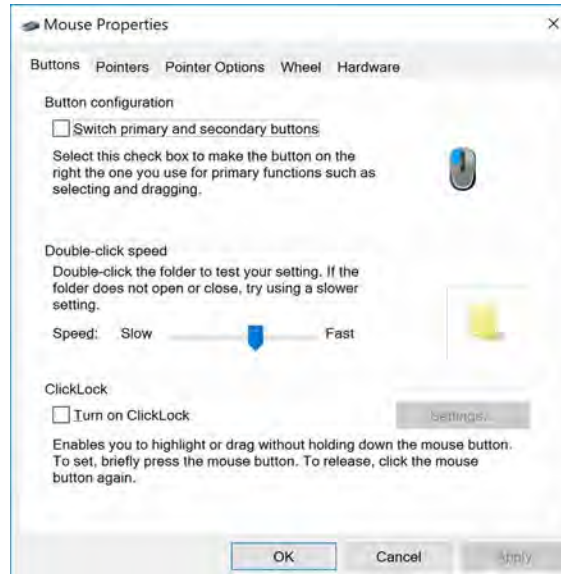 Mouse Properties
Buttons Pointers Pointer Options Wheel Hardware
Button configuration
Switch primary and secondary buttons
Select this check box to make the button on the
right the one you use for primary functions such as
selecting and dragging.
Double-click speed
Double-click the folder to test your setting. If the
folder does not open or close, try using a slower
setting.
Speed: Slow Fast
ClickLock
Turn on ClickLock Settings...
Enables you to highlight or drag without holding down the mouse button.
To set, briefly press the mouse button. To release, click the mouse
button again.
OK Cancel Apply